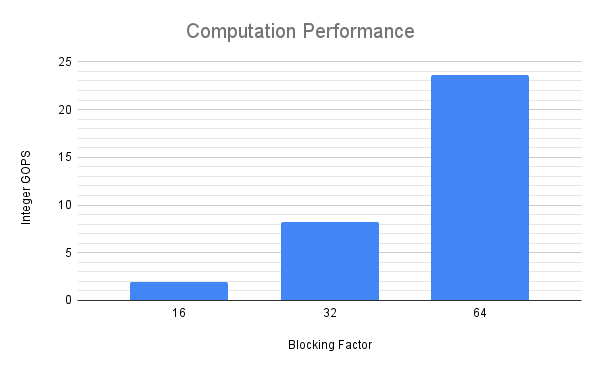 Computation Performance
25
20
15
10
5
0
Integer GOPS
16 32 64
Blocking Factor